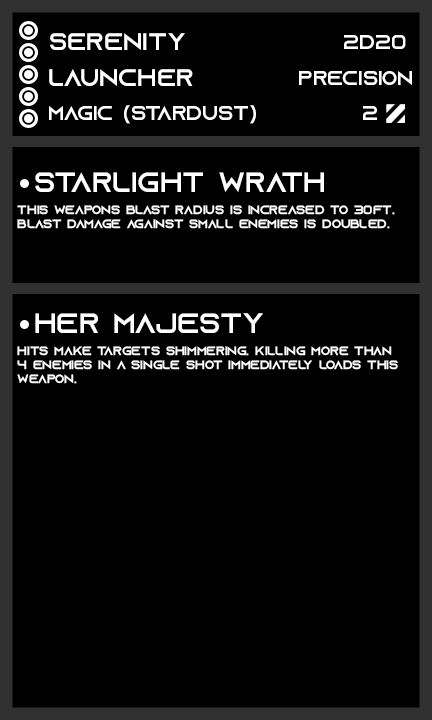 SERENITY 2D20
LAUNCHER PRECISION
MAGIC (STARDUST) 2
•STARLIGHT WRATH
THIS WEAPONS BLAST RADIUS IS INCREASED TO 30FT.
BLAST DAMAGE AGAINST SMALL ENEMIES IS DOUBLED.
•HER MAJESTY
HITS MAKE TARGETS SHIMMERING. KILLING MORE THAN
4 ENEMIES IN A SINGLE SHOT IMMEDIATELY LOADS THIS
WEAPON.